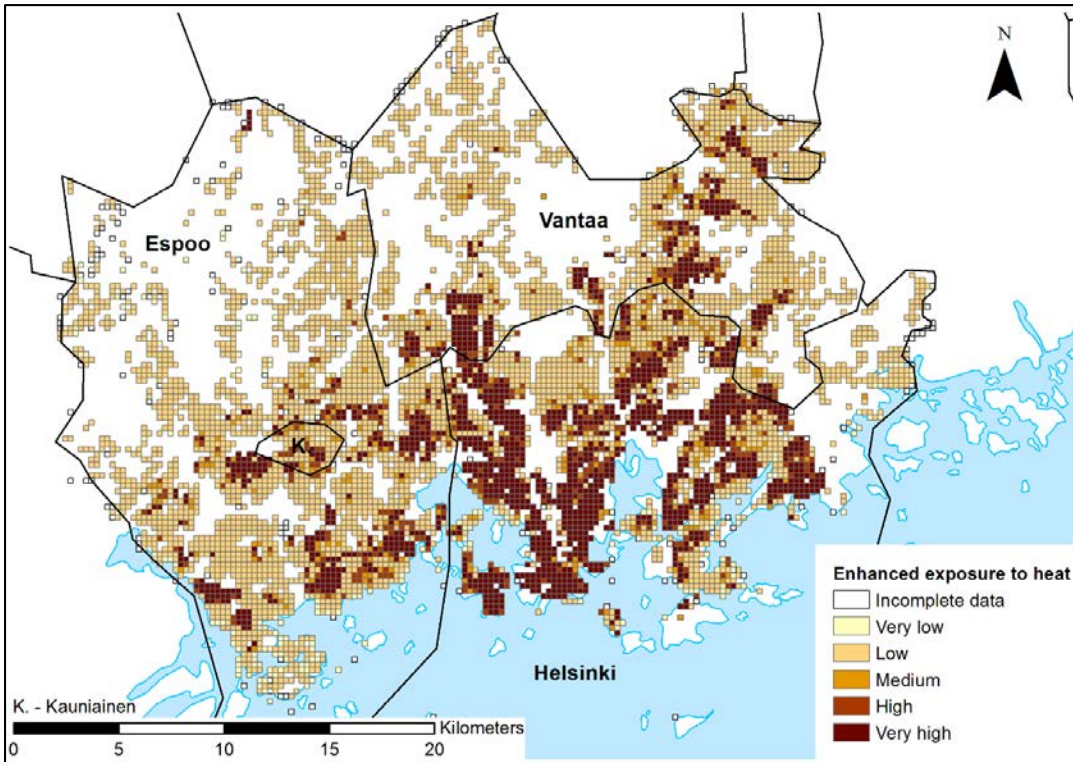 N
Vantaa
Espoo
K
Helsinki
Enhanced exposure to heat
Incomplete data
Very low
Low
Medium
High
Very high
K. - Kauniainen
Kilometers
0 5 10 15 20